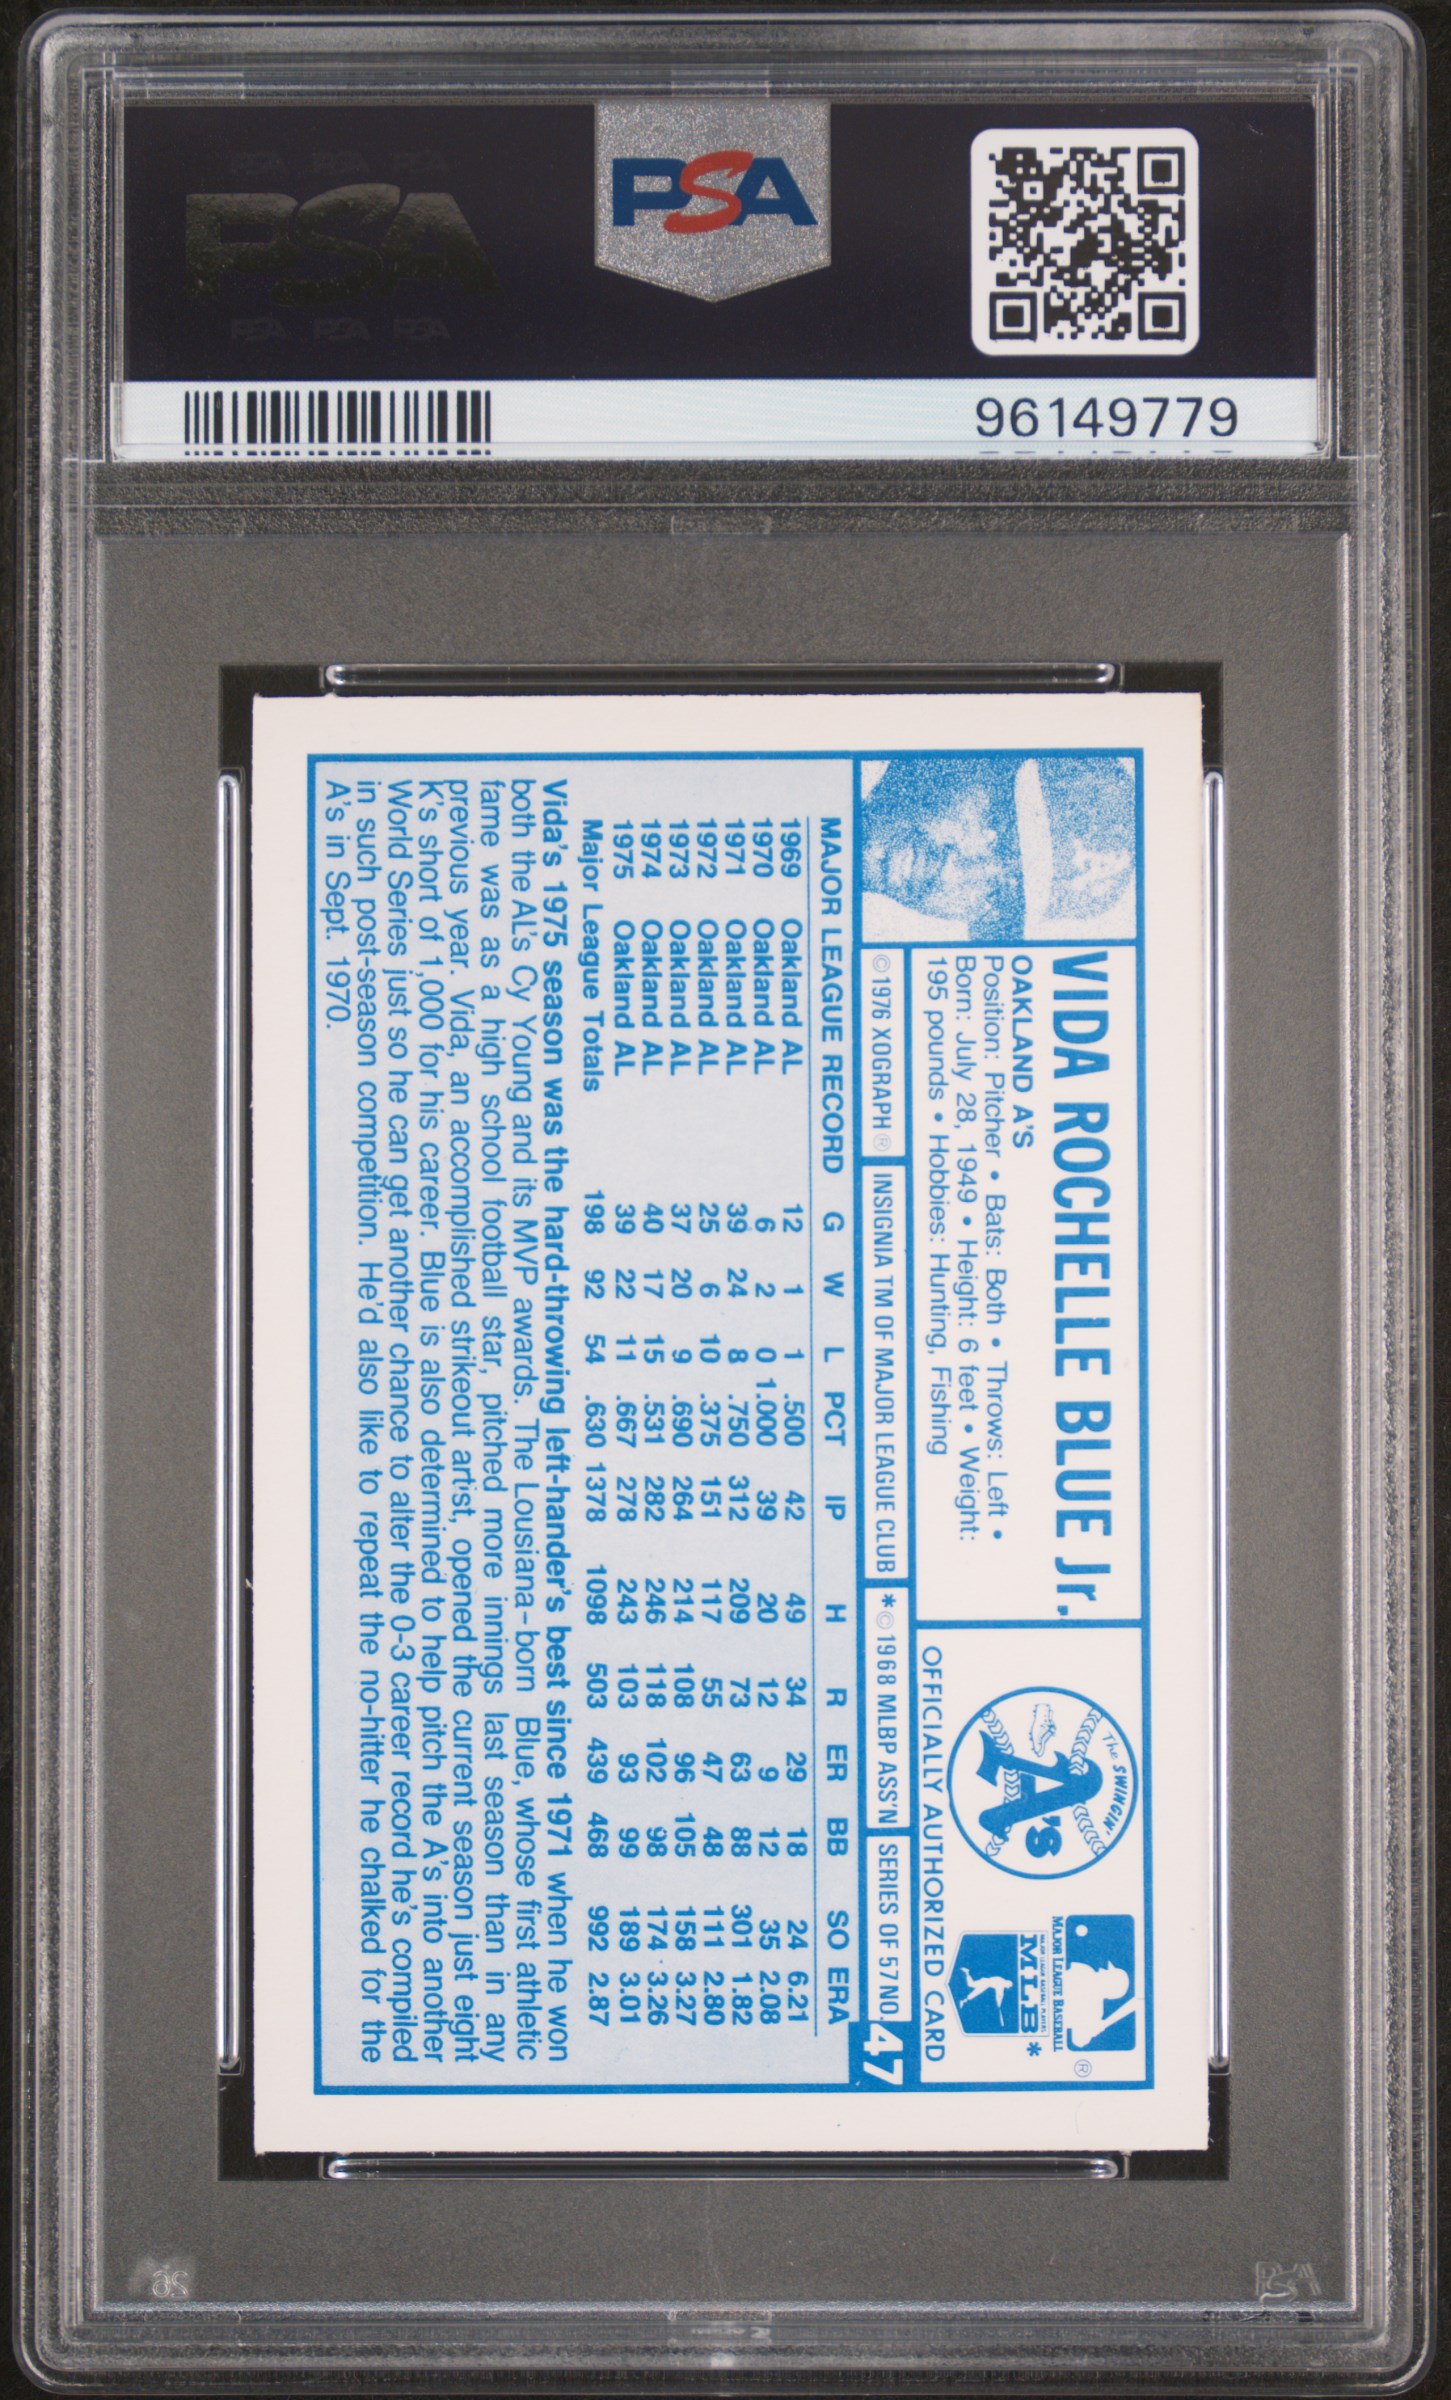 PSA
PSA PSA PSA
PSA
PSA PSA PSA
96149779
VIDA ROCHELLE BLUE Jr.
OAKLAND A'S
Position: Pitcher • Bats: Both • Throws: Left •
Born: July 28, 1949 • Height: 6 feet • Weight:
195 pounds • Hobbies: Hunting, Fishing
The SWINGIN'
A's
MAJOR LEAGUE BASEBALL
®
MLB *
OFFICIALLY AUTHORIZED CARD
©1976 XOGRAPH® INSIGNIA TM OF MAJOR LEAGUE CLUB *©1968 MLBP ASS'N SERIES OF 57 NO. 47
MAJOR LEAGUE RECORD G W L PCT IP H R ER BB SO ERA
1969 Oakland AL 12 1 1 .500 42 49 34 29 18 24 6.21
1970 Oakland AL 6 2 0 1.000 39 20 12 9 12 35 2.08
1971 Oakland AL 39 24 8 .750 312 209 73 63 88 301 1.82
1972 Oakland AL 25 6 10 .375 151 117 55 47 48 111 2.80
1973 Oakland AL 37 20 9 .690 264 214 108 96 105 158 3.27
1974 Oakland AL 40 17 15 .531 282 246 118 102 98 174 3.26
1975 Oakland AL 39 22 11 .667 278 243 103 93 99 189 3.01
Major League Totals 198 92 54 .630 1378 1098 503 439 468 992 2.87
Vida's 1975 season was the hard-throwing left-hander's best since 1971 when he won
both the AL's Cy Young and its MVP awards. The Lousiana-born Blue, whose first athletic
fame was as a high school football star, pitched more innings last season than in any
previous year. Vida, an accomplished strikeout artist, opened the current season just eight
K's short of 1,000 for his career. Blue is also determined to help pitch the A's into another
World Series just so he can get another chance to alter the 0-3 career record he's compiled
in such post-season competition. He'd also like to repeat the no-hitter he chalked for the
A's in Sept. 1970.
PSA